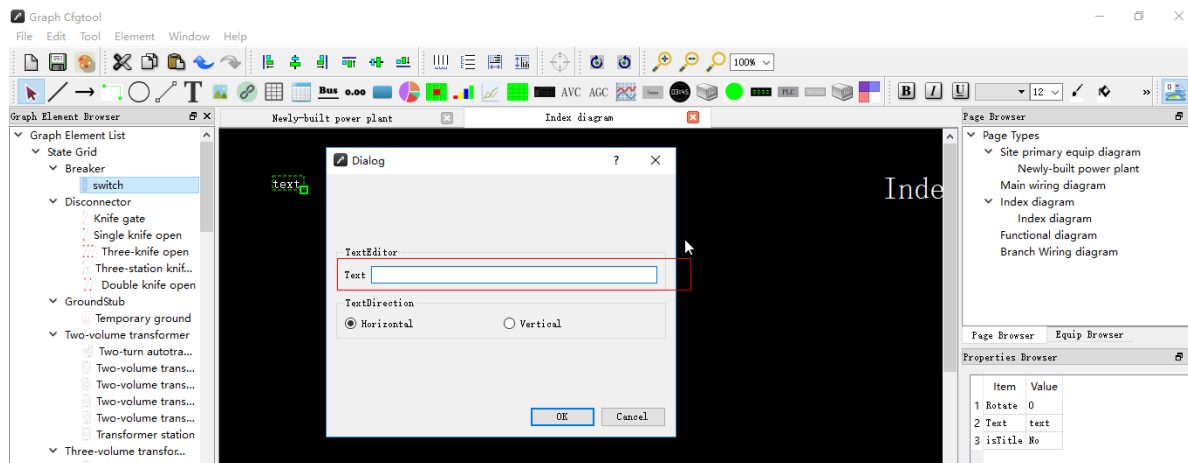 Graph Cfgtool
File Edit Tool Element Window Help
100%
T Bus 0.00 AVC AGC PLC B I U 12 »
Graph Element Browser
Newly-built power plant Index diagram
Page Browser
Graph Element List
State Grid
Breaker
switch
Disconnector
Knife gate
Single knife open
Three-knife open
Three-station knif...
Double knife open
GroundStub
Temporary ground
Two-volume transformer
Two-turn autotra...
Two-volume trans...
Two-volume trans...
Two-volume trans...
Two-volume trans...
Transformer station
Three-volume transfor...
text
Inde
Dialog ?
TextEditor
Text
TextDirection
Horizontal Vertical
OK Cancel
Page Types
Site primary equip diagram
Newly-built power plant
Main wiring diagram
Index diagram
Index diagram
Functional diagram
Branch Wiring diagram
Page Browser Equip Browser
Properties Browser
Item Value
1 Rotate 0
2 Text text
3 isTitle No